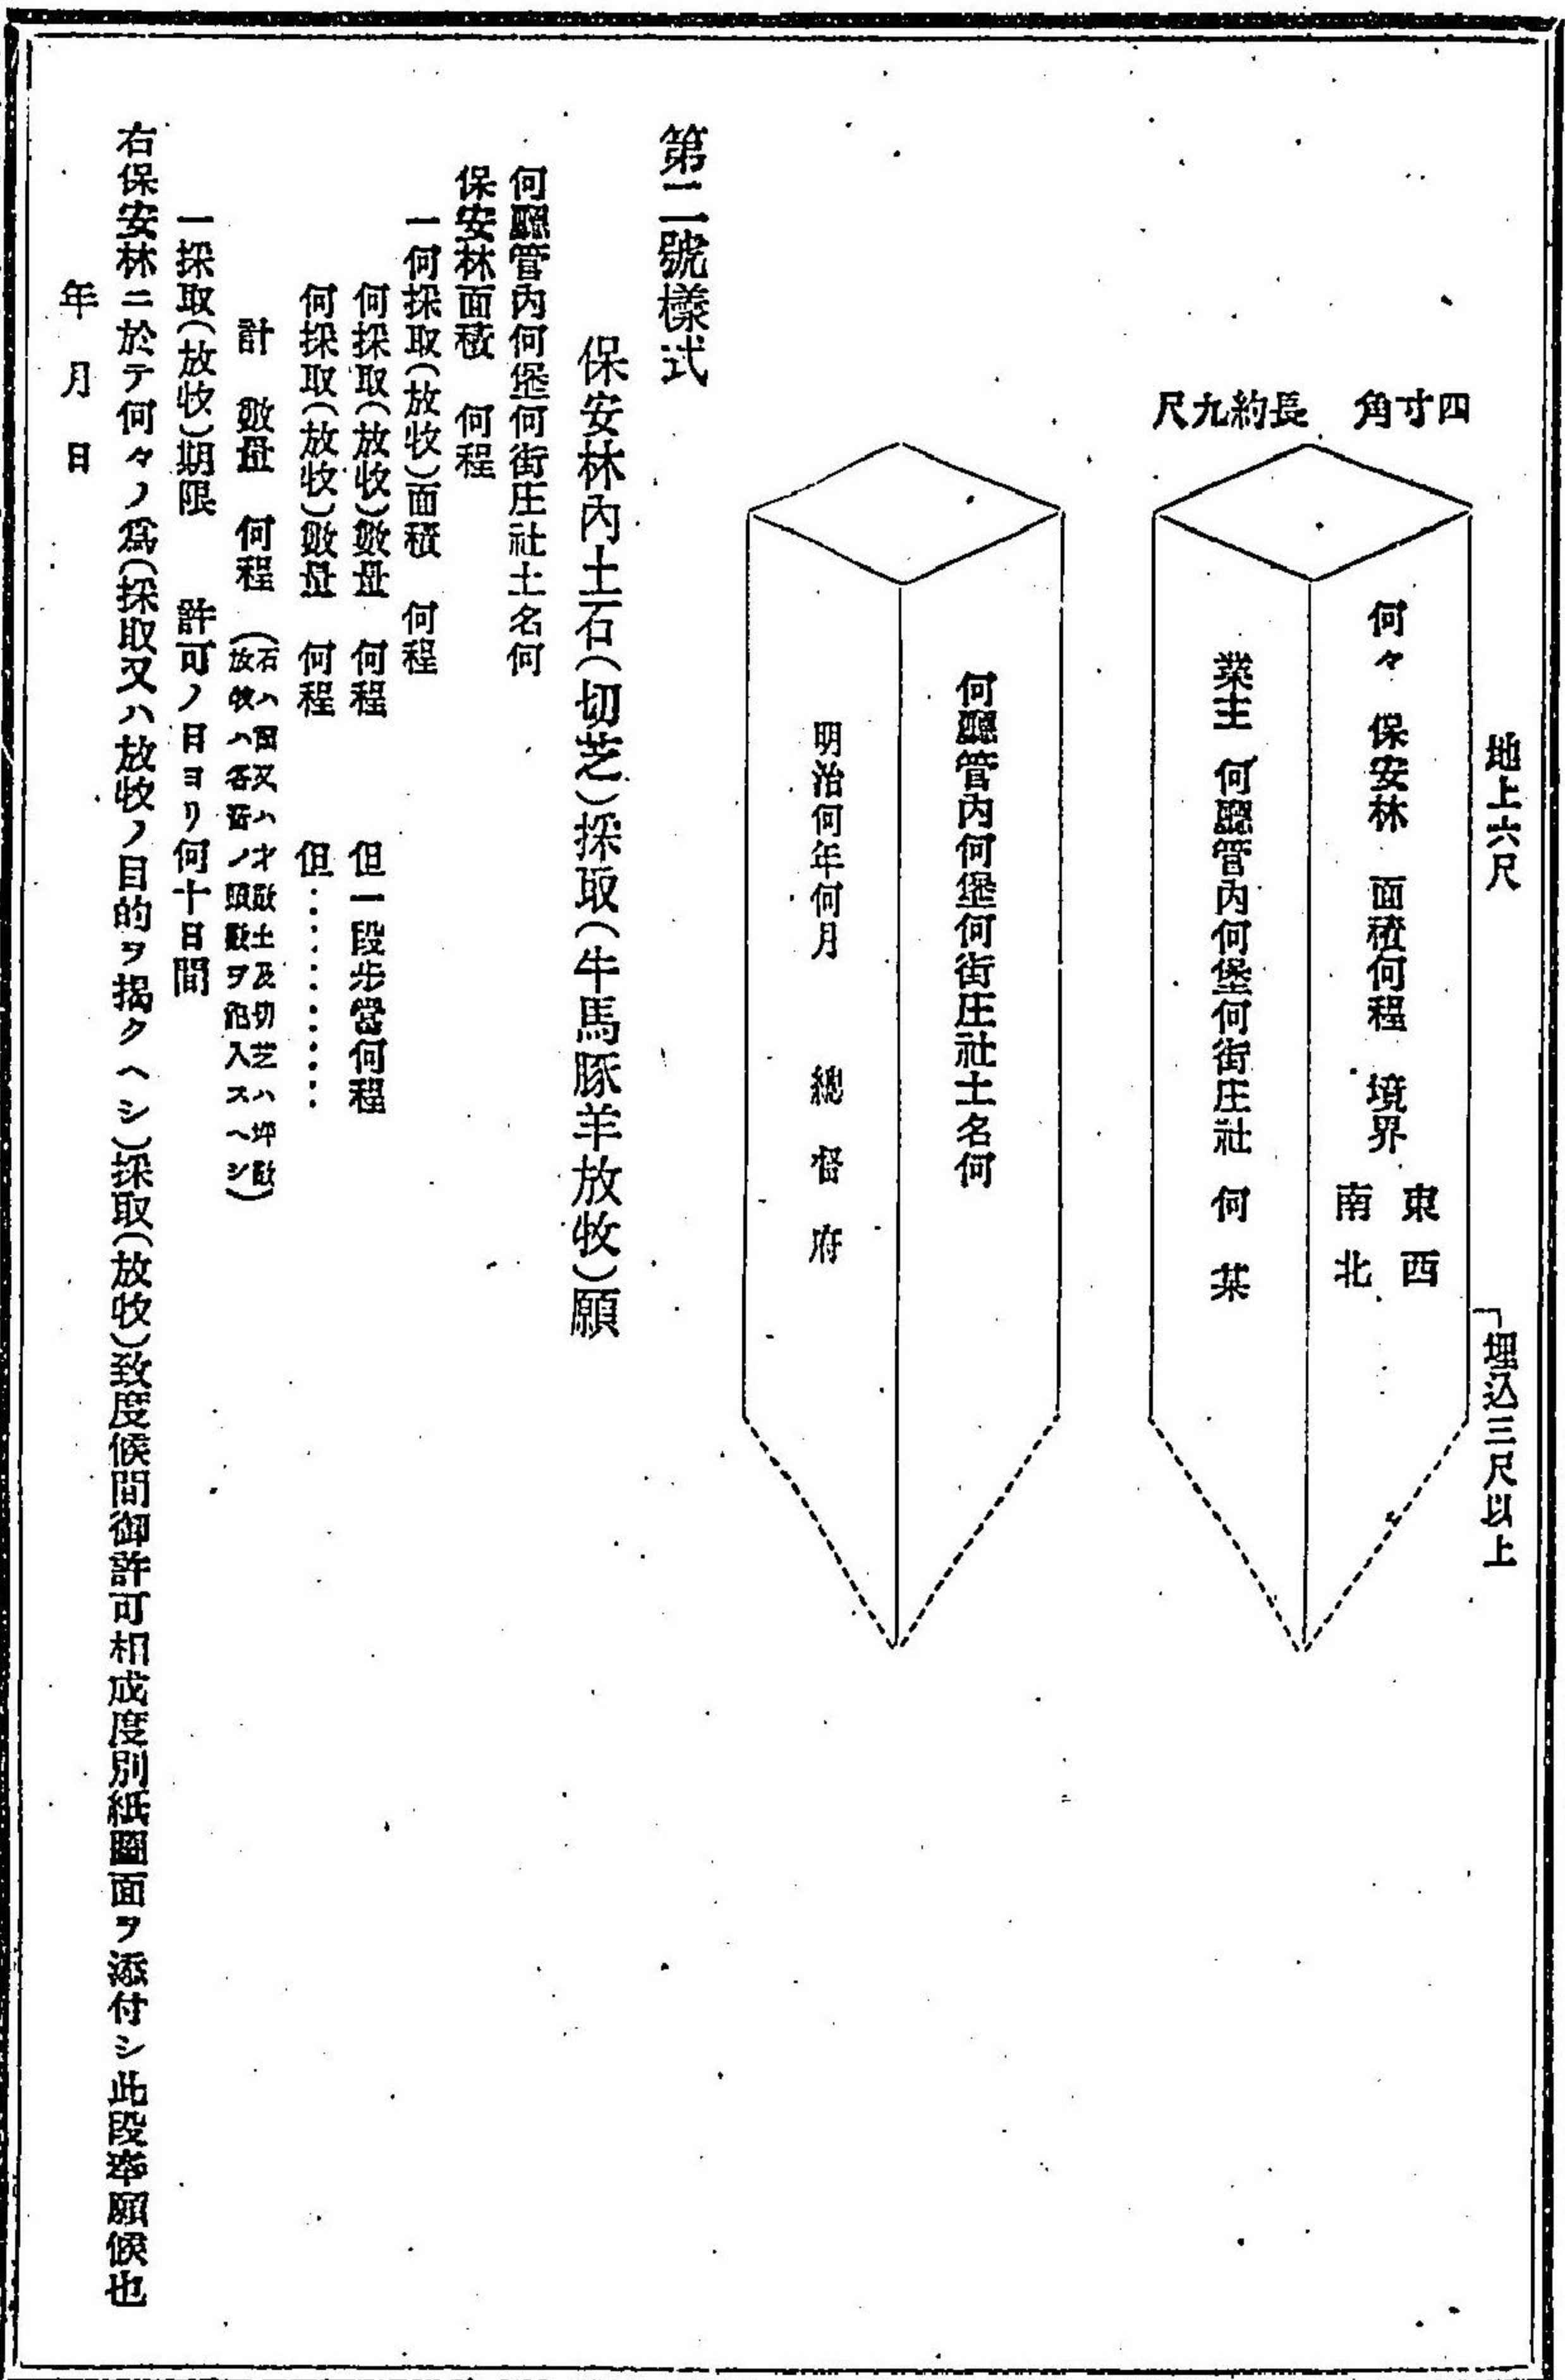 四寸角　長約九尺
地上六尺
埋込三尺以上
何々　保安林　面積何程　境界　東西南北
業主　何廳管內何堡何街庄社　何某
何廳管內何堡何街庄社土名何
明治何年何月　　總督府
第二號樣式
保安林內土石(切芝)採取(牛馬豚羊放牧)願
何廳管內何堡何街庄社土名何
保安林面積　何程
一何採取(放牧)面積　何程
何採取(放牧)數量　何程　　但一段步當何程
何採取(放牧)數量　何程　　但………
計　數量　何程
(石ハ固又ハ才數土及切芝ハ坪數
放牧ハ各畜ノ頭數ヲ記入スヘシ)
一採取(放牧)期限　　許可ノ日ヨリ何十日間
右保安林ニ於テ何々ノ爲(採取又ハ放牧ノ目的ヲ揭クヘシ)採取(放牧)致度候間御許可相成度別紙圖面ヲ添付シ此段奉願候也
年　月　日